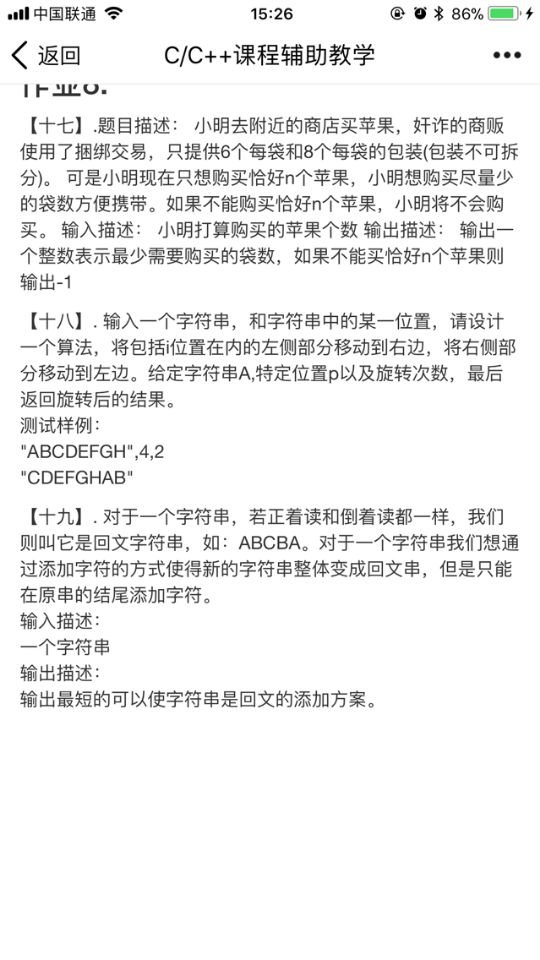 中国联通 15:26 86%
返回 C/C++课程辅助教学
作业8.
【十七】.题目描述： 小明去附近的商店买苹果，奸诈的商贩
使用了捆绑交易，只提供6个每袋和8个每袋的包装(包装不可拆
分)。 可是小明现在只想购买恰好n个苹果，小明想购买尽量少
的袋数方便携带。如果不能购买恰好n个苹果，小明将不会购
买。 输入描述： 小明打算购买的苹果个数 输出描述： 输出一
个整数表示最少需要购买的袋数，如果不能买恰好n个苹果则
输出-1
【十八】. 输入一个字符串，和字符串中的某一位置，请设计
一个算法，将包括i位置在内的左侧部分移动到右边，将右侧部
分移动到左边。给定字符串A,特定位置p以及旋转次数，最后
返回旋转后的结果。
测试样例：
"ABCDEFGH",4,2
"CDEFGHAB"
【十九】. 对于一个字符串，若正着读和倒着读都一样，我们
则叫它是回文字符串，如：ABCBA。对于一个字符串我们想通
过添加字符的方式使得新的字符串整体变成回文串，但是只能
在原串的结尾添加字符。
输入描述：
一个字符串
输出描述：
输出最短的可以使字符串是回文的添加方案。